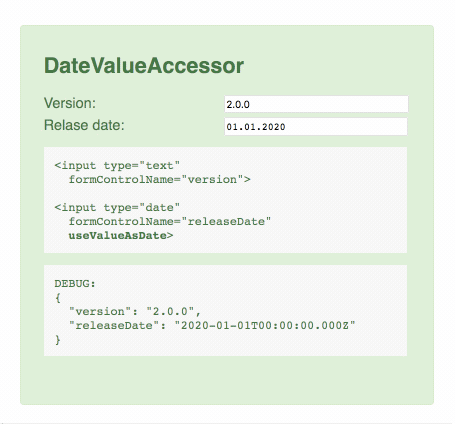 DateValueAccessor
Version: 2.0.0
Relase date: 01.01.2020
<input type="text"
formControlName="version">
<input type="date"
formControlName="releaseDate"
useValueAsDate>
DEBUG:
{
"version": "2.0.0",
"releaseDate": "2020-01-01T00:00:00.000Z"
}